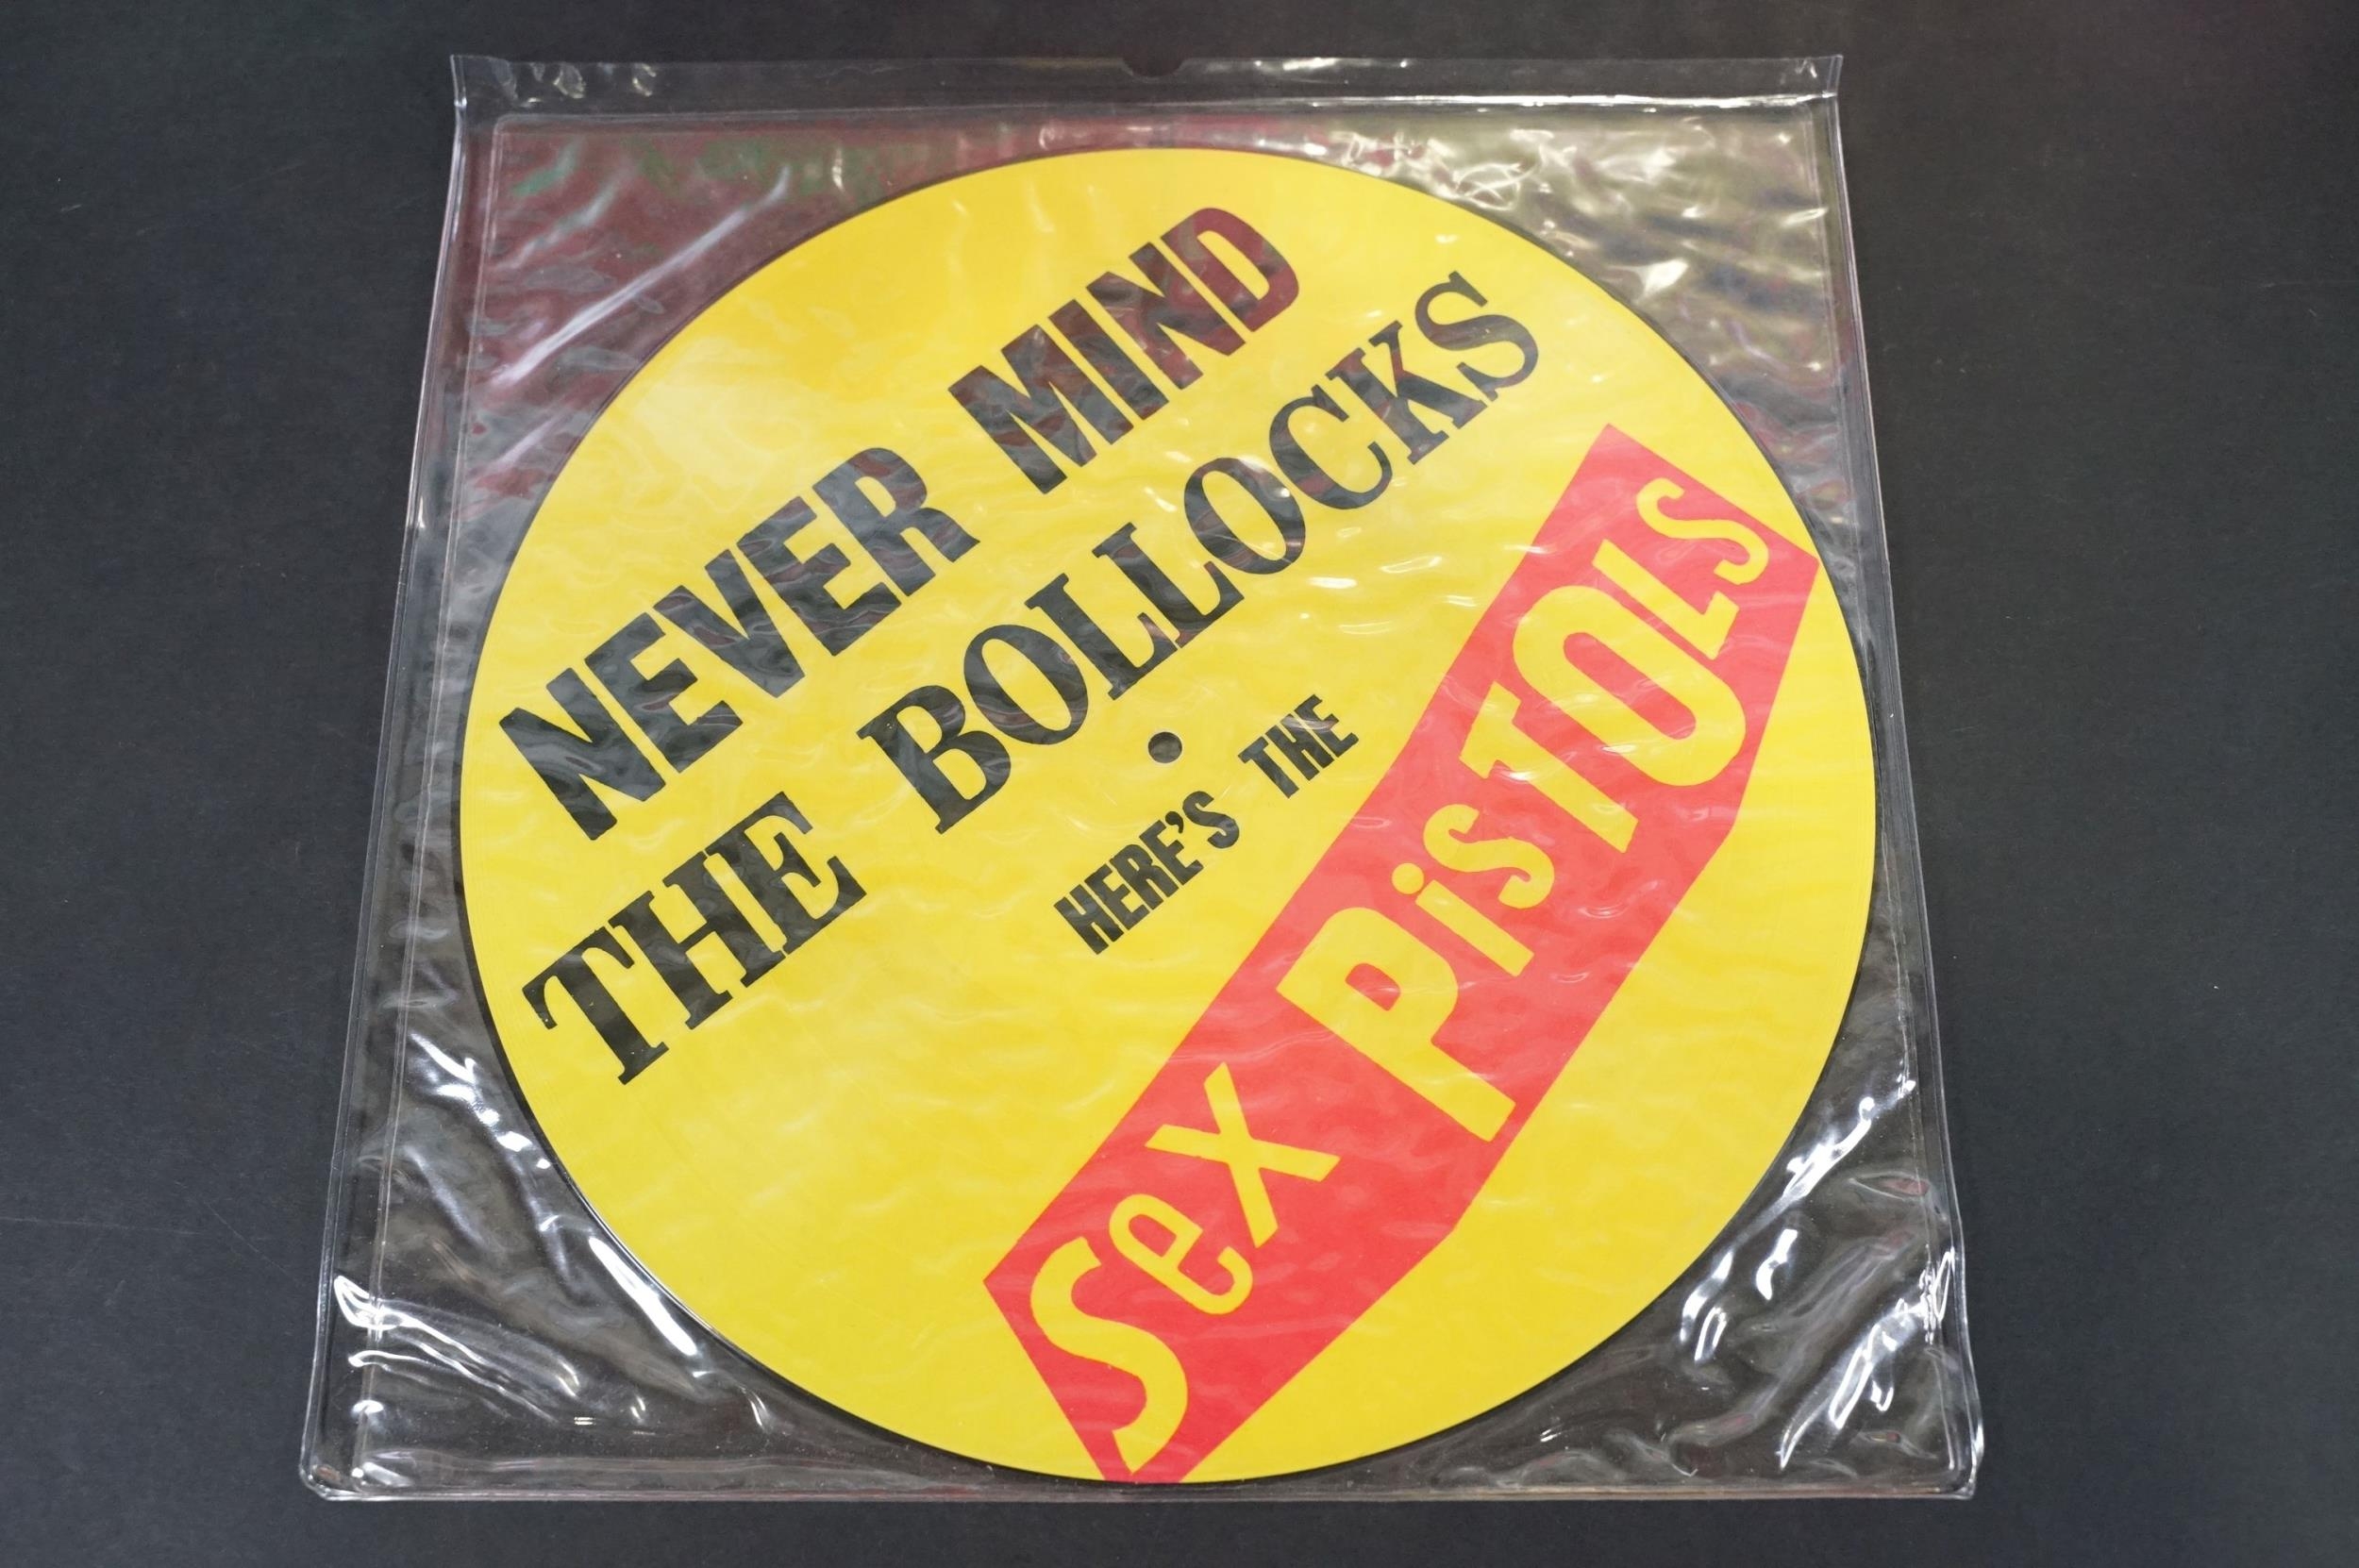 NEVER MIND
THE BOLLOCKS
HERE'S THE
Sex PisTOLs